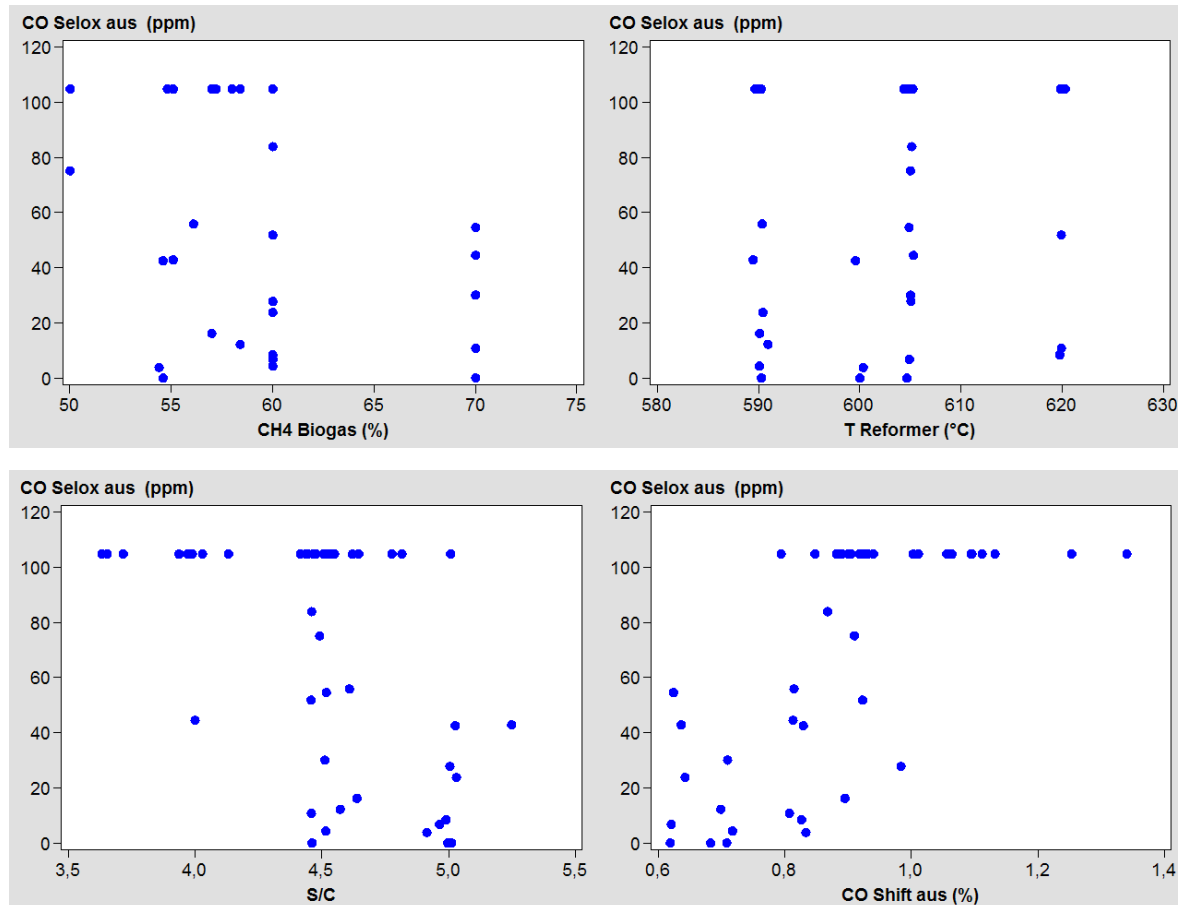 CO Selox aus (ppm)
120
100
80
60
40
20
0
50 55 60 65 70 75
CH4 Biogas (%)
CO Selox aus (ppm)
120
100
80
60
40
20
0
580 590 600 610 620 630
T Reformer (°C)
CO Selox aus (ppm)
120
100
80
60
40
20
0
3,5 4,0 4,5 5,0 5,5
S/C
CO Selox aus (ppm)
120
100
80
60
40
20
0
0,6 0,8 1,0 1,2 1,4
CO Shift aus (%)